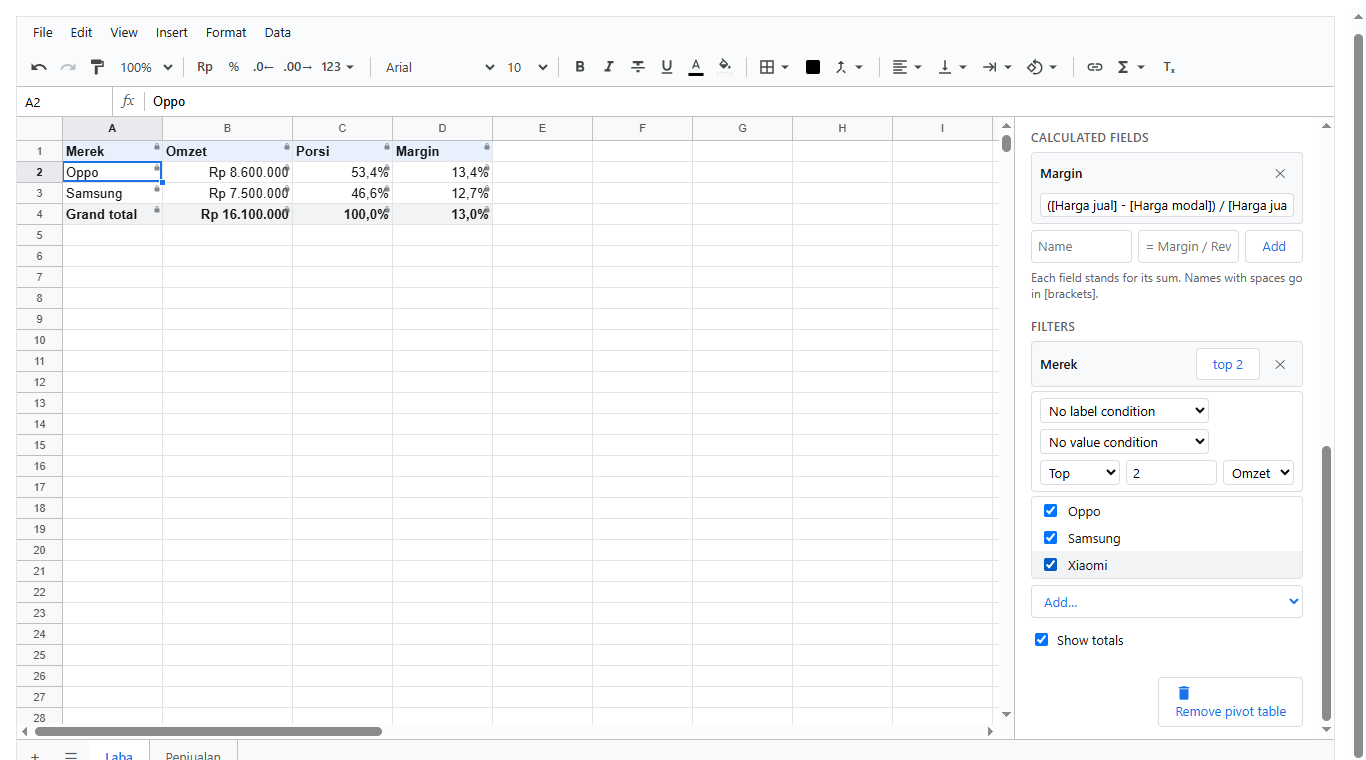 File Edit View Insert Format Data
100% Rp % .0← .00→ 123 Arial 10 B I U A Σ Tx
A2 fx Oppo
A B C D E F G H I
1 Merek Omzet Porsi Margin
2 Oppo Rp 8.600.000 53,4% 13,4%
3 Samsung Rp 7.500.000 46,6% 12,7%
4 Grand total Rp 16.100.000 100,0% 13,0%
5
6
7
8
9
10
11
12
13
14
15
16
17
18
19
20
21
22
23
24
25
26
27
28
CALCULATED FIELDS
Margin
([Harga jual] - [Harga modal]) / [Harga jua
Name = Margin / Rev Add
Each field stands for its sum. Names with spaces go
in [brackets].
FILTERS
Merek top 2
No label condition
No value condition
Top 2 Omzet
Oppo
Samsung
Xiaomi
Add...
Show totals
Remove pivot table
+ Laba Penjualan